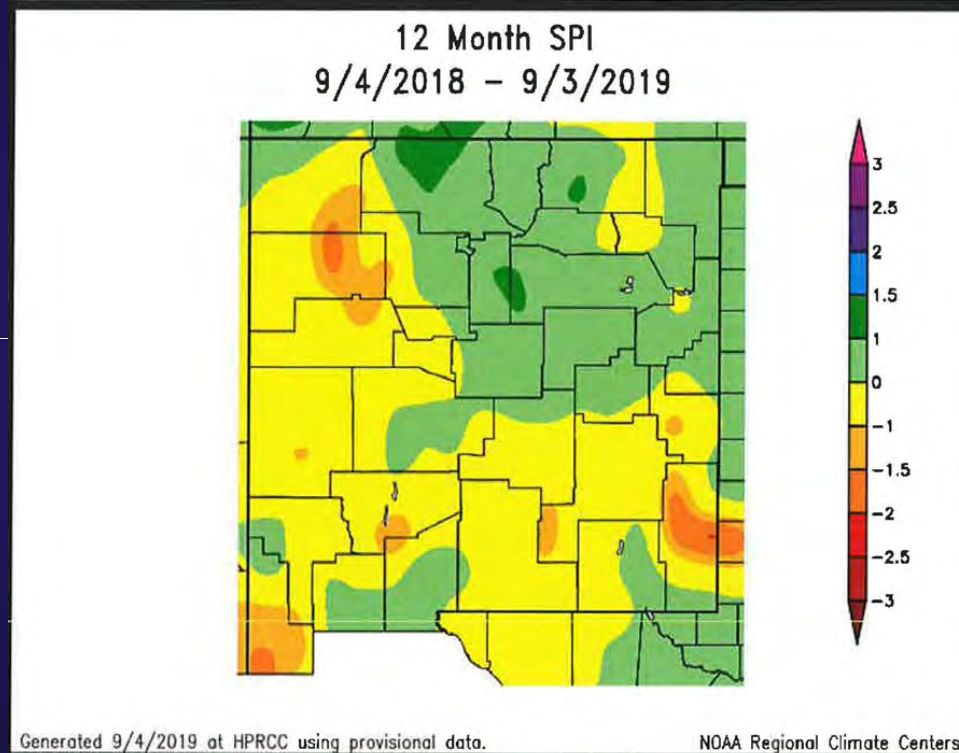 12 Month SPI
9/4/2018 – 9/3/2019
3
2.5
2
1.5
1
0
−1
−1.5
−2
−2.5
−3
Generated 9/4/2019 at HPRCC using provisional data.
NOAA Regional Climate Centers